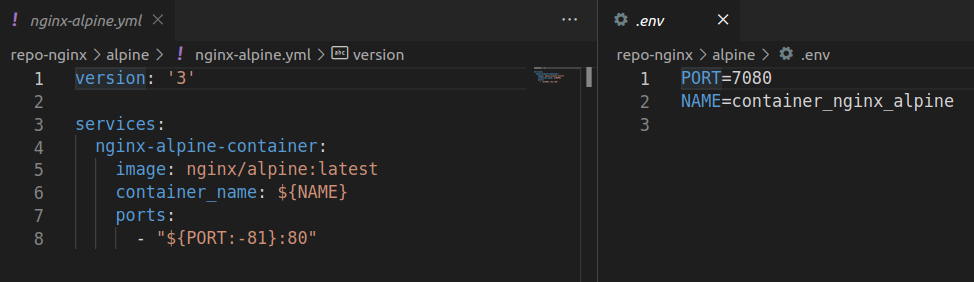 ! nginx-alpine.yml × ...
repo-nginx > alpine > ! nginx-alpine.yml > abc version
1 version: '3'
2
3 services:
4 nginx-alpine-container:
5 image: nginx/alpine:latest
6 container_name: ${NAME}
7 ports:
8 - "${PORT:-81}:80"
.env ×
repo-nginx > alpine > .env
1 PORT=7080
2 NAME=container_nginx_alpine
3